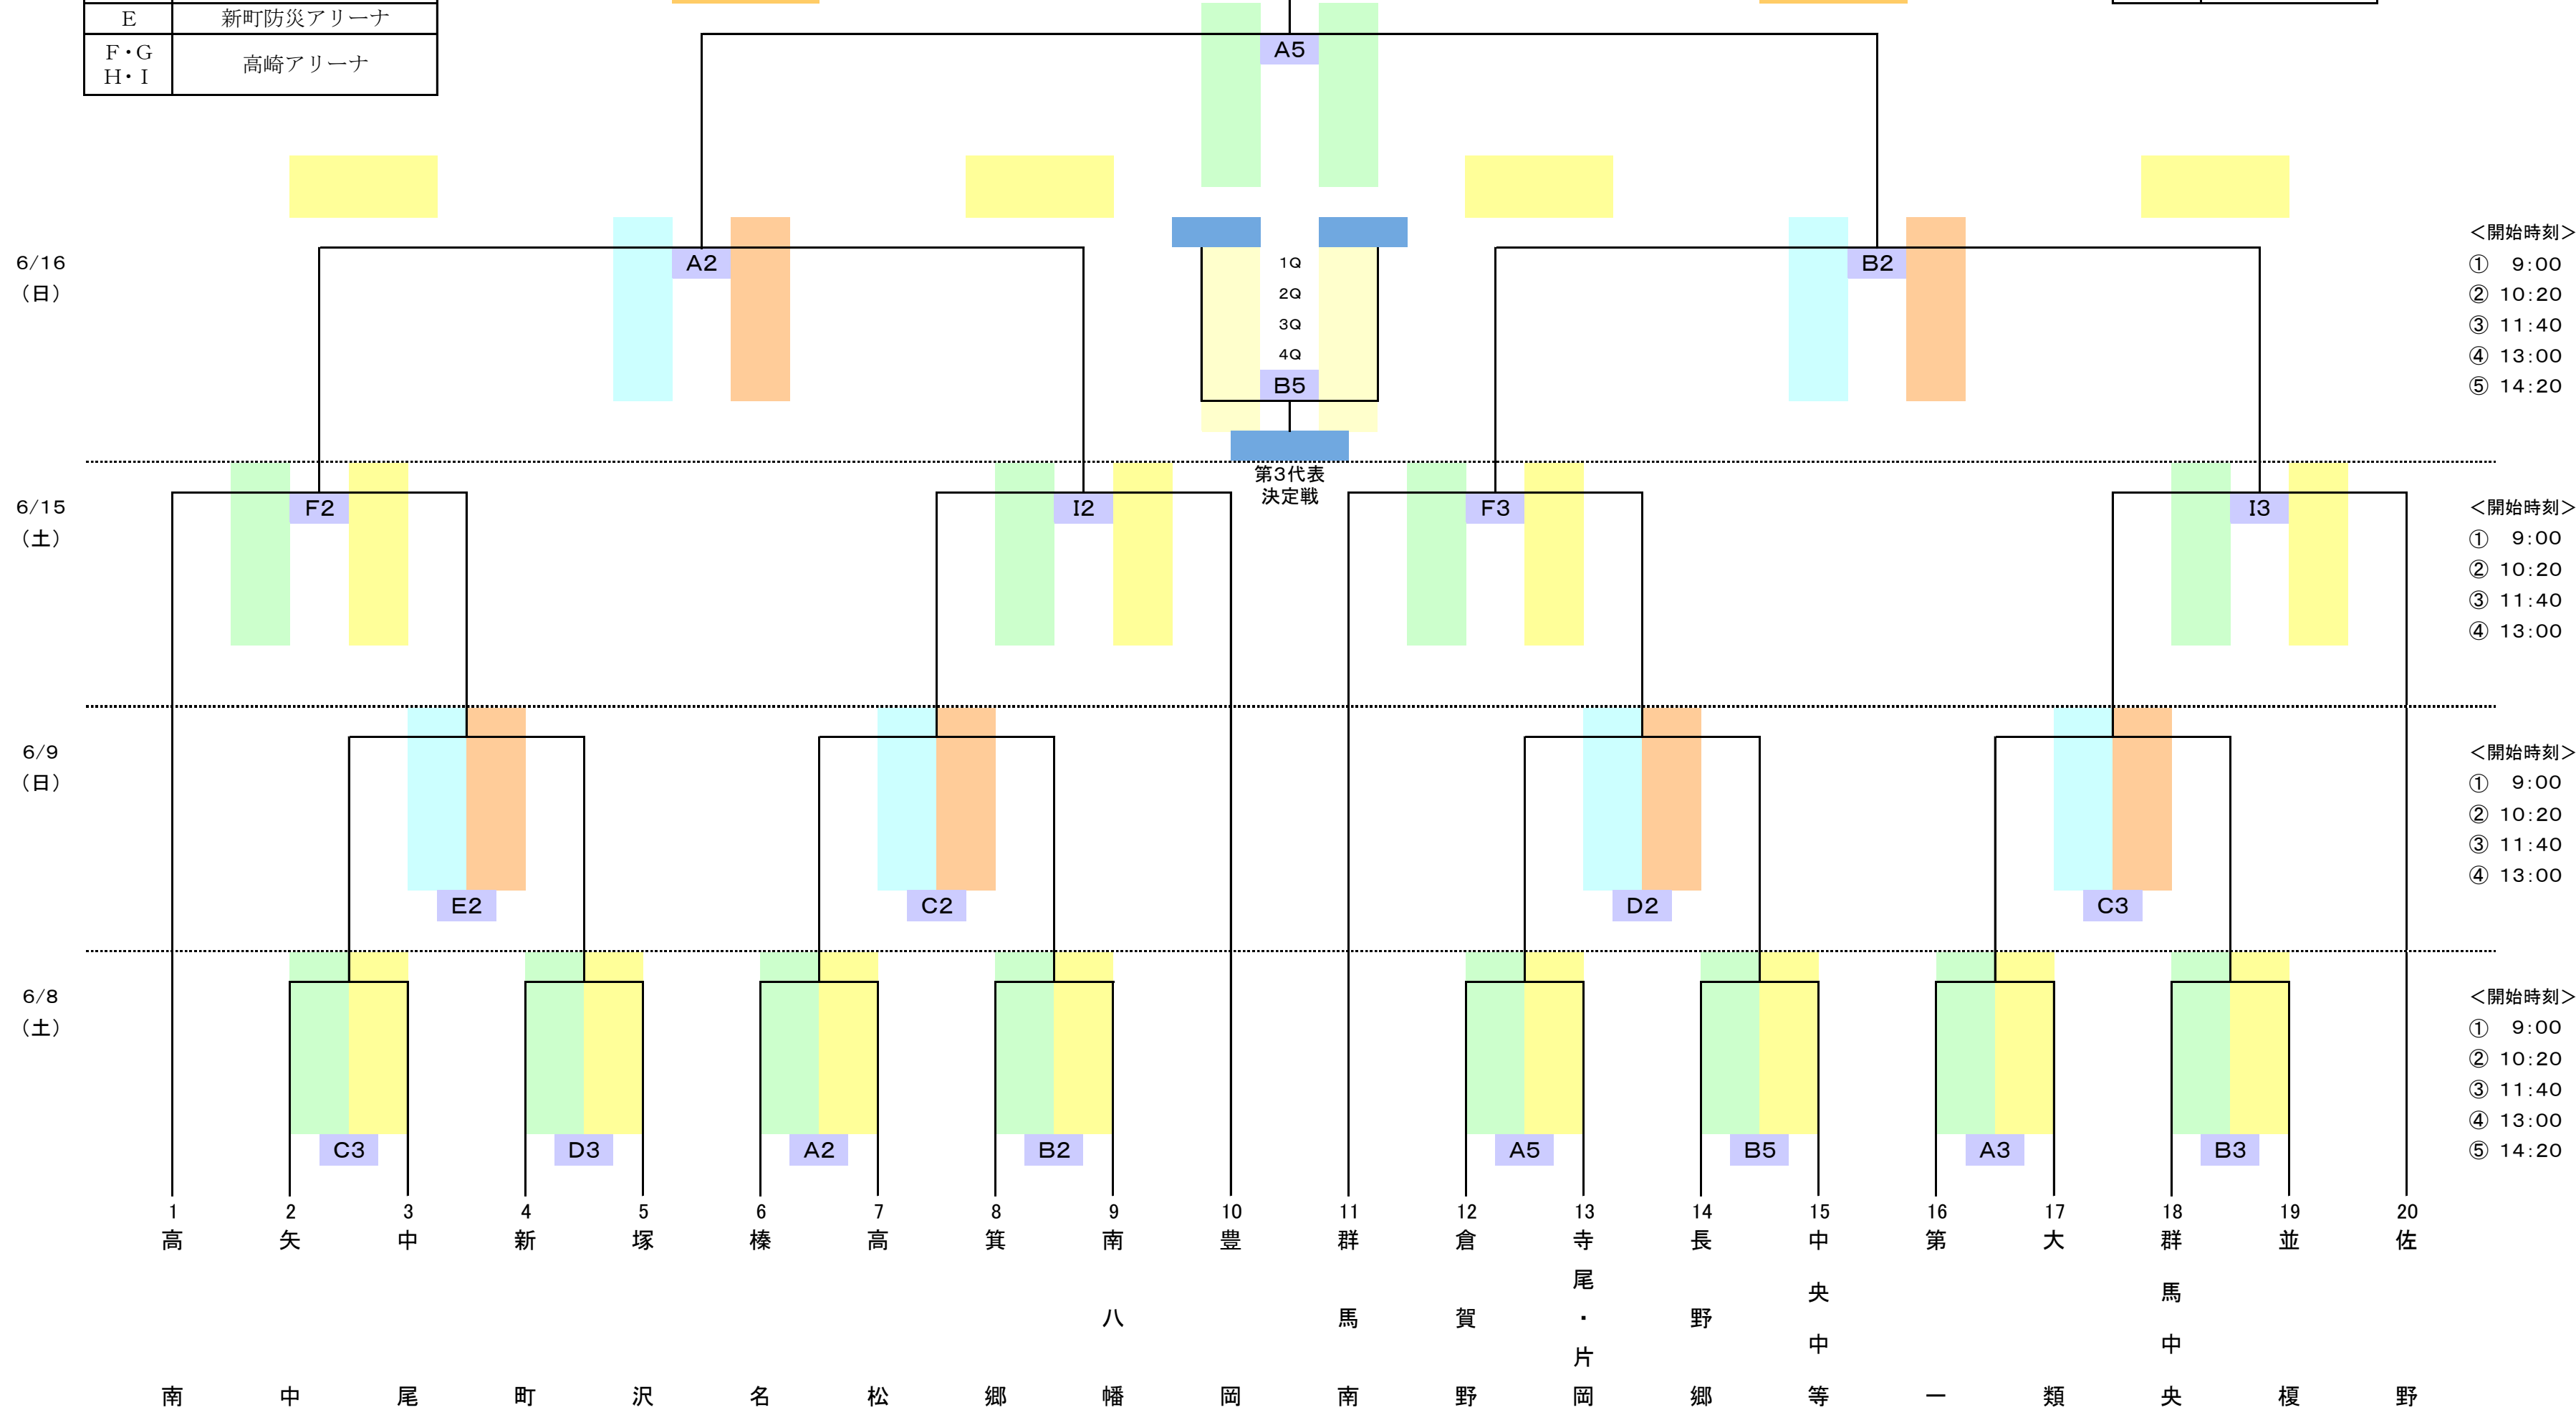 E 新町防災アリーナ
F・G
H・I 高崎アリーナ
A5
6/16
（日）
A2
1Q
2Q
3Q
4Q
B5
第3代表
決定戦
B2
＜開始時刻＞
① 9:00
② 10:20
③ 11:40
④ 13:00
⑤ 14:20
6/15
（土）
F2
I2
F3
I3
＜開始時刻＞
① 9:00
② 10:20
③ 11:40
④ 13:00
6/9
（日）
E2
C2
D2
C3
＜開始時刻＞
① 9:00
② 10:20
③ 11:40
④ 13:00
6/8
（土）
C3
D3
A2
B2
A5
B5
A3
B3
＜開始時刻＞
① 9:00
② 10:20
③ 11:40
④ 13:00
⑤ 14:20
1 高南
2 矢中
3 中尾
4 新町
5 塚沢
6 榛名
7 高松
8 箕郷
9 南八幡
10 豊岡
11 群馬南
12 倉賀野
13 寺尾・片岡
14 長野郷
15 中央中等
16 第一
17 大類
18 群馬中央
19 並榎
20 佐野